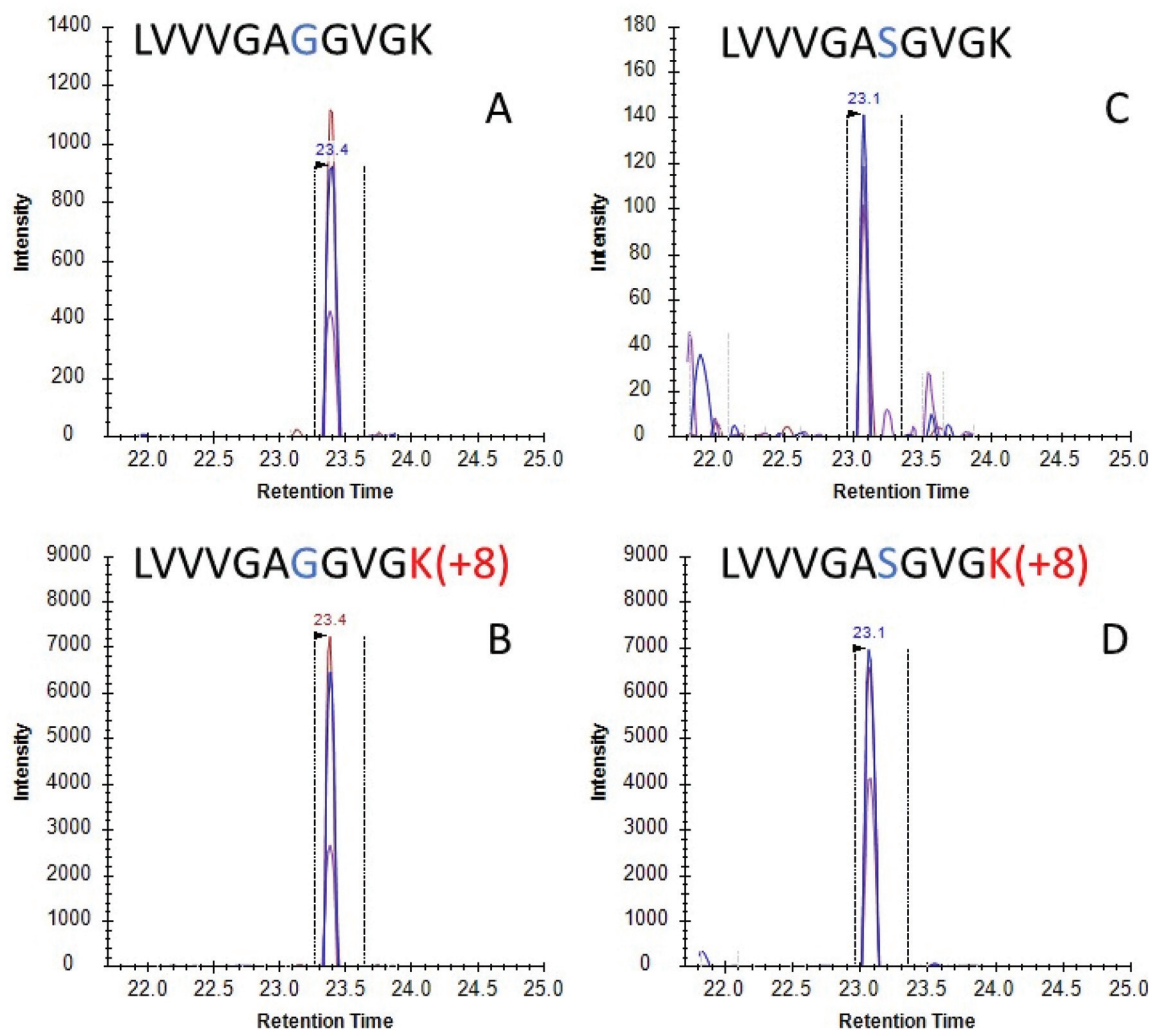 LVVVGAGGVGK
A
1400
1200
1000
800
600
400
200
0
Intensity
23.4
22.0 22.5 23.0 23.5 24.0 24.5 25.0
Retention Time
LVVVGASGVGK
C
180
160
140
120
100
80
60
40
20
0
Intensity
23.1
22.0 22.5 23.0 23.5 24.0 24.5 25.0
Retention Time
LVVVGAGGVGK(+8)
B
9000
8000
7000
6000
5000
4000
3000
2000
1000
0
Intensity
23.4
22.0 22.5 23.0 23.5 24.0 24.5 25.0
Retention Time
LVVVGASGVGK(+8)
D
9000
8000
7000
6000
5000
4000
3000
2000
1000
0
Intensity
23.1
22.0 22.5 23.0 23.5 24.0 24.5 25.0
Retention Time